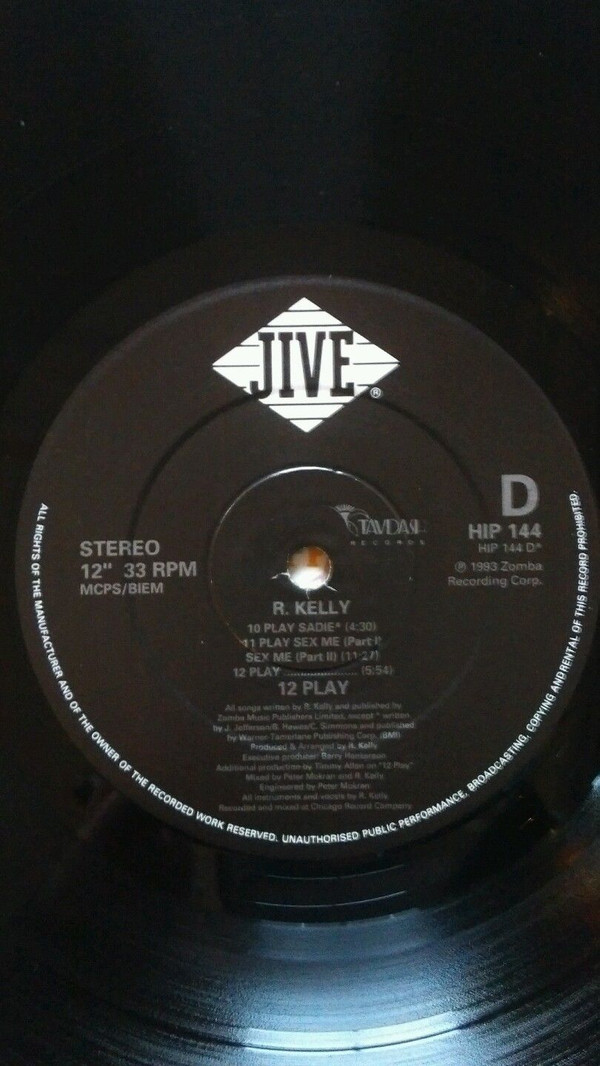 JIVE ®
TAVDASH
RECORDS
D
HIP 144
HIP 144 D*
℗ 1993 Zomba
Recording Corp.
STEREO
12" 33 RPM
MCPS/BIEM
R. KELLY
10 PLAY SADIE* (4:30)
11 PLAY SEX ME (Part I)
SEX ME (Part II) (11:27)
12 PLAY ........................ (5:54)
12 PLAY
All songs written by R. Kelly and published by
Zomba Music Publishers Limited, except * written
by J. Jefferson/B. Hawes/C. Simmons and published
by Warner Tamerlane Publishing Corp. (BMI)
Produced & Arranged by R. Kelly
Executive producer: Barry Hankerson
Additional production by Timmy Allen on "12 Play"
Mixed by Peter Mokran and R. Kelly
Engineered by Peter Mokran
All instruments and vocals by R. Kelly
Recorded and mixed at Chicago Record Company
ALL RIGHTS OF THE MANUFACTURER AND OF THE OWNER OF THE RECORDED WORK RESERVED. UNAUTHORISED PUBLIC PERFORMANCE, BROADCASTING, COPYING AND RENTAL OF THIS RECORD PROHIBITED.